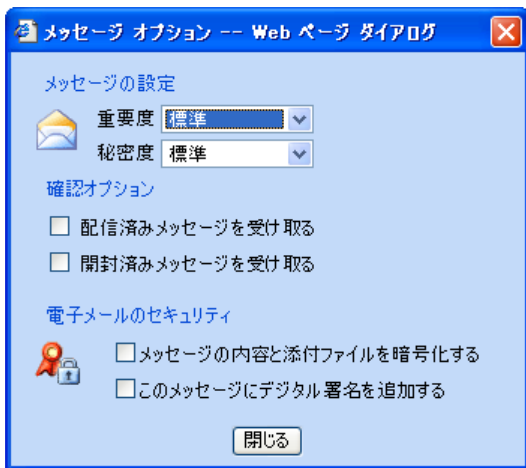 メッセージ オプション -- Web ページ ダイアログ
メッセージの設定
重要度 標準
秘密度 標準
確認オプション
配信済みメッセージを受け取る
開封済みメッセージを受け取る
電子メールのセキュリティ
メッセージの内容と添付ファイルを暗号化する
このメッセージにデジタル署名を追加する
閉じる